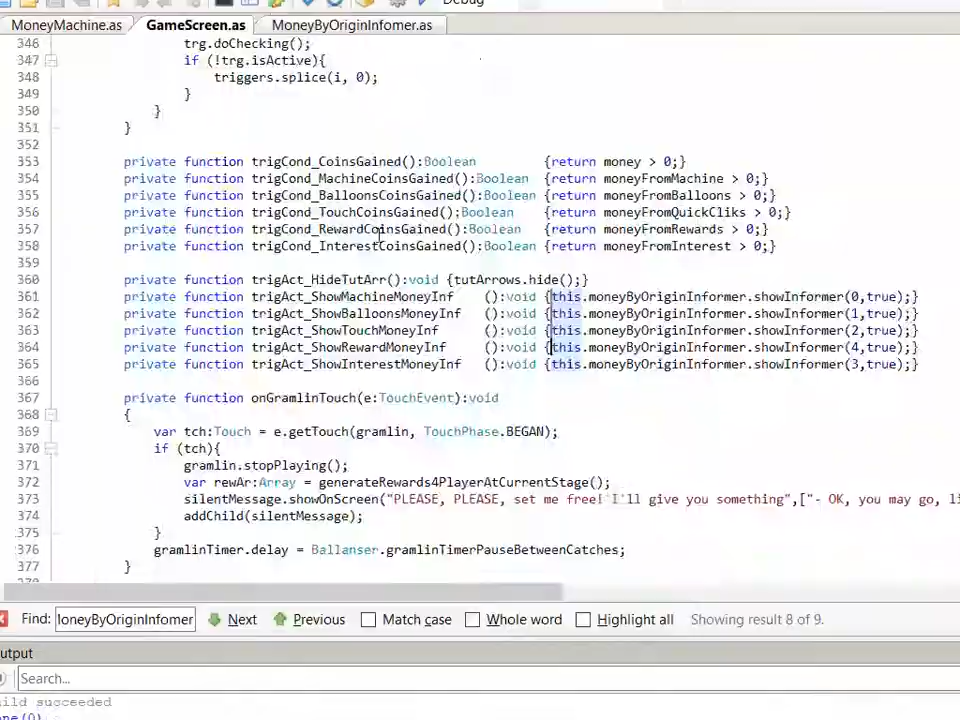 Debug
MoneyMachine.as GameScreen.as MoneyByOriginInfomer.as
346 trg.doChecking();
347 if (!trg.isActive){
348 triggers.splice(i, 0);
349 }
350 }
351 }
352
353 private function trigCond_CoinsGained():Boolean {return money > 0;}
354 private function trigCond_MachineCoinsGained():Boolean {return moneyFromMachine > 0;}
355 private function trigCond_BalloonsCoinsGained():Boolean {return moneyFromBalloons > 0;}
356 private function trigCond_TouchCoinsGained():Boolean {return moneyFromQuickCliks > 0;}
357 private function trigCond_RewardCoinsGained():Boolean {return moneyFromRewards > 0;}
358 private function trigCond_InterestCoinsGained():Boolean {return moneyFromInterest > 0;}
359
360 private function trigAct_HideTutArr():void {tutArrows.hide();}
361 private function trigAct_ShowMachineMoneyInf ():void {this.moneyByOriginInformer.showInformer(0,true);}
362 private function trigAct_ShowBalloonsMoneyInf ():void {this.moneyByOriginInformer.showInformer(1,true);}
363 private function trigAct_ShowTouchMoneyInf ():void {this.moneyByOriginInformer.showInformer(2,true);}
364 private function trigAct_ShowRewardMoneyInf ():void {this.moneyByOriginInformer.showInformer(4,true);}
365 private function trigAct_ShowInterestMoneyInf ():void {this.moneyByOriginInformer.showInformer(3,true);}
366
367 private function onGramlinTouch(e:TouchEvent):void
368 {
369 var tch:Touch = e.getTouch(gramlin, TouchPhase.BEGAN);
370 if (tch){
371 gramlin.stopPlaying();
372 var rewAr:Array = generateRewards4PlayerAtCurrentStage();
373 silentMessage.showOnScreen("PLEASE, PLEASE, set me free! I'll give you something",["- OK, you may go, li
374 addChild(silentMessage);
375 }
376 gramlinTimer.delay = Ballanser.gramlinTimerPauseBetweenCatches;
377 }
Find: loneyByOriginInfomer Next Previous Match case Whole word Highlight all Showing result 8 of 9.
utput
Search...
ild succeeded